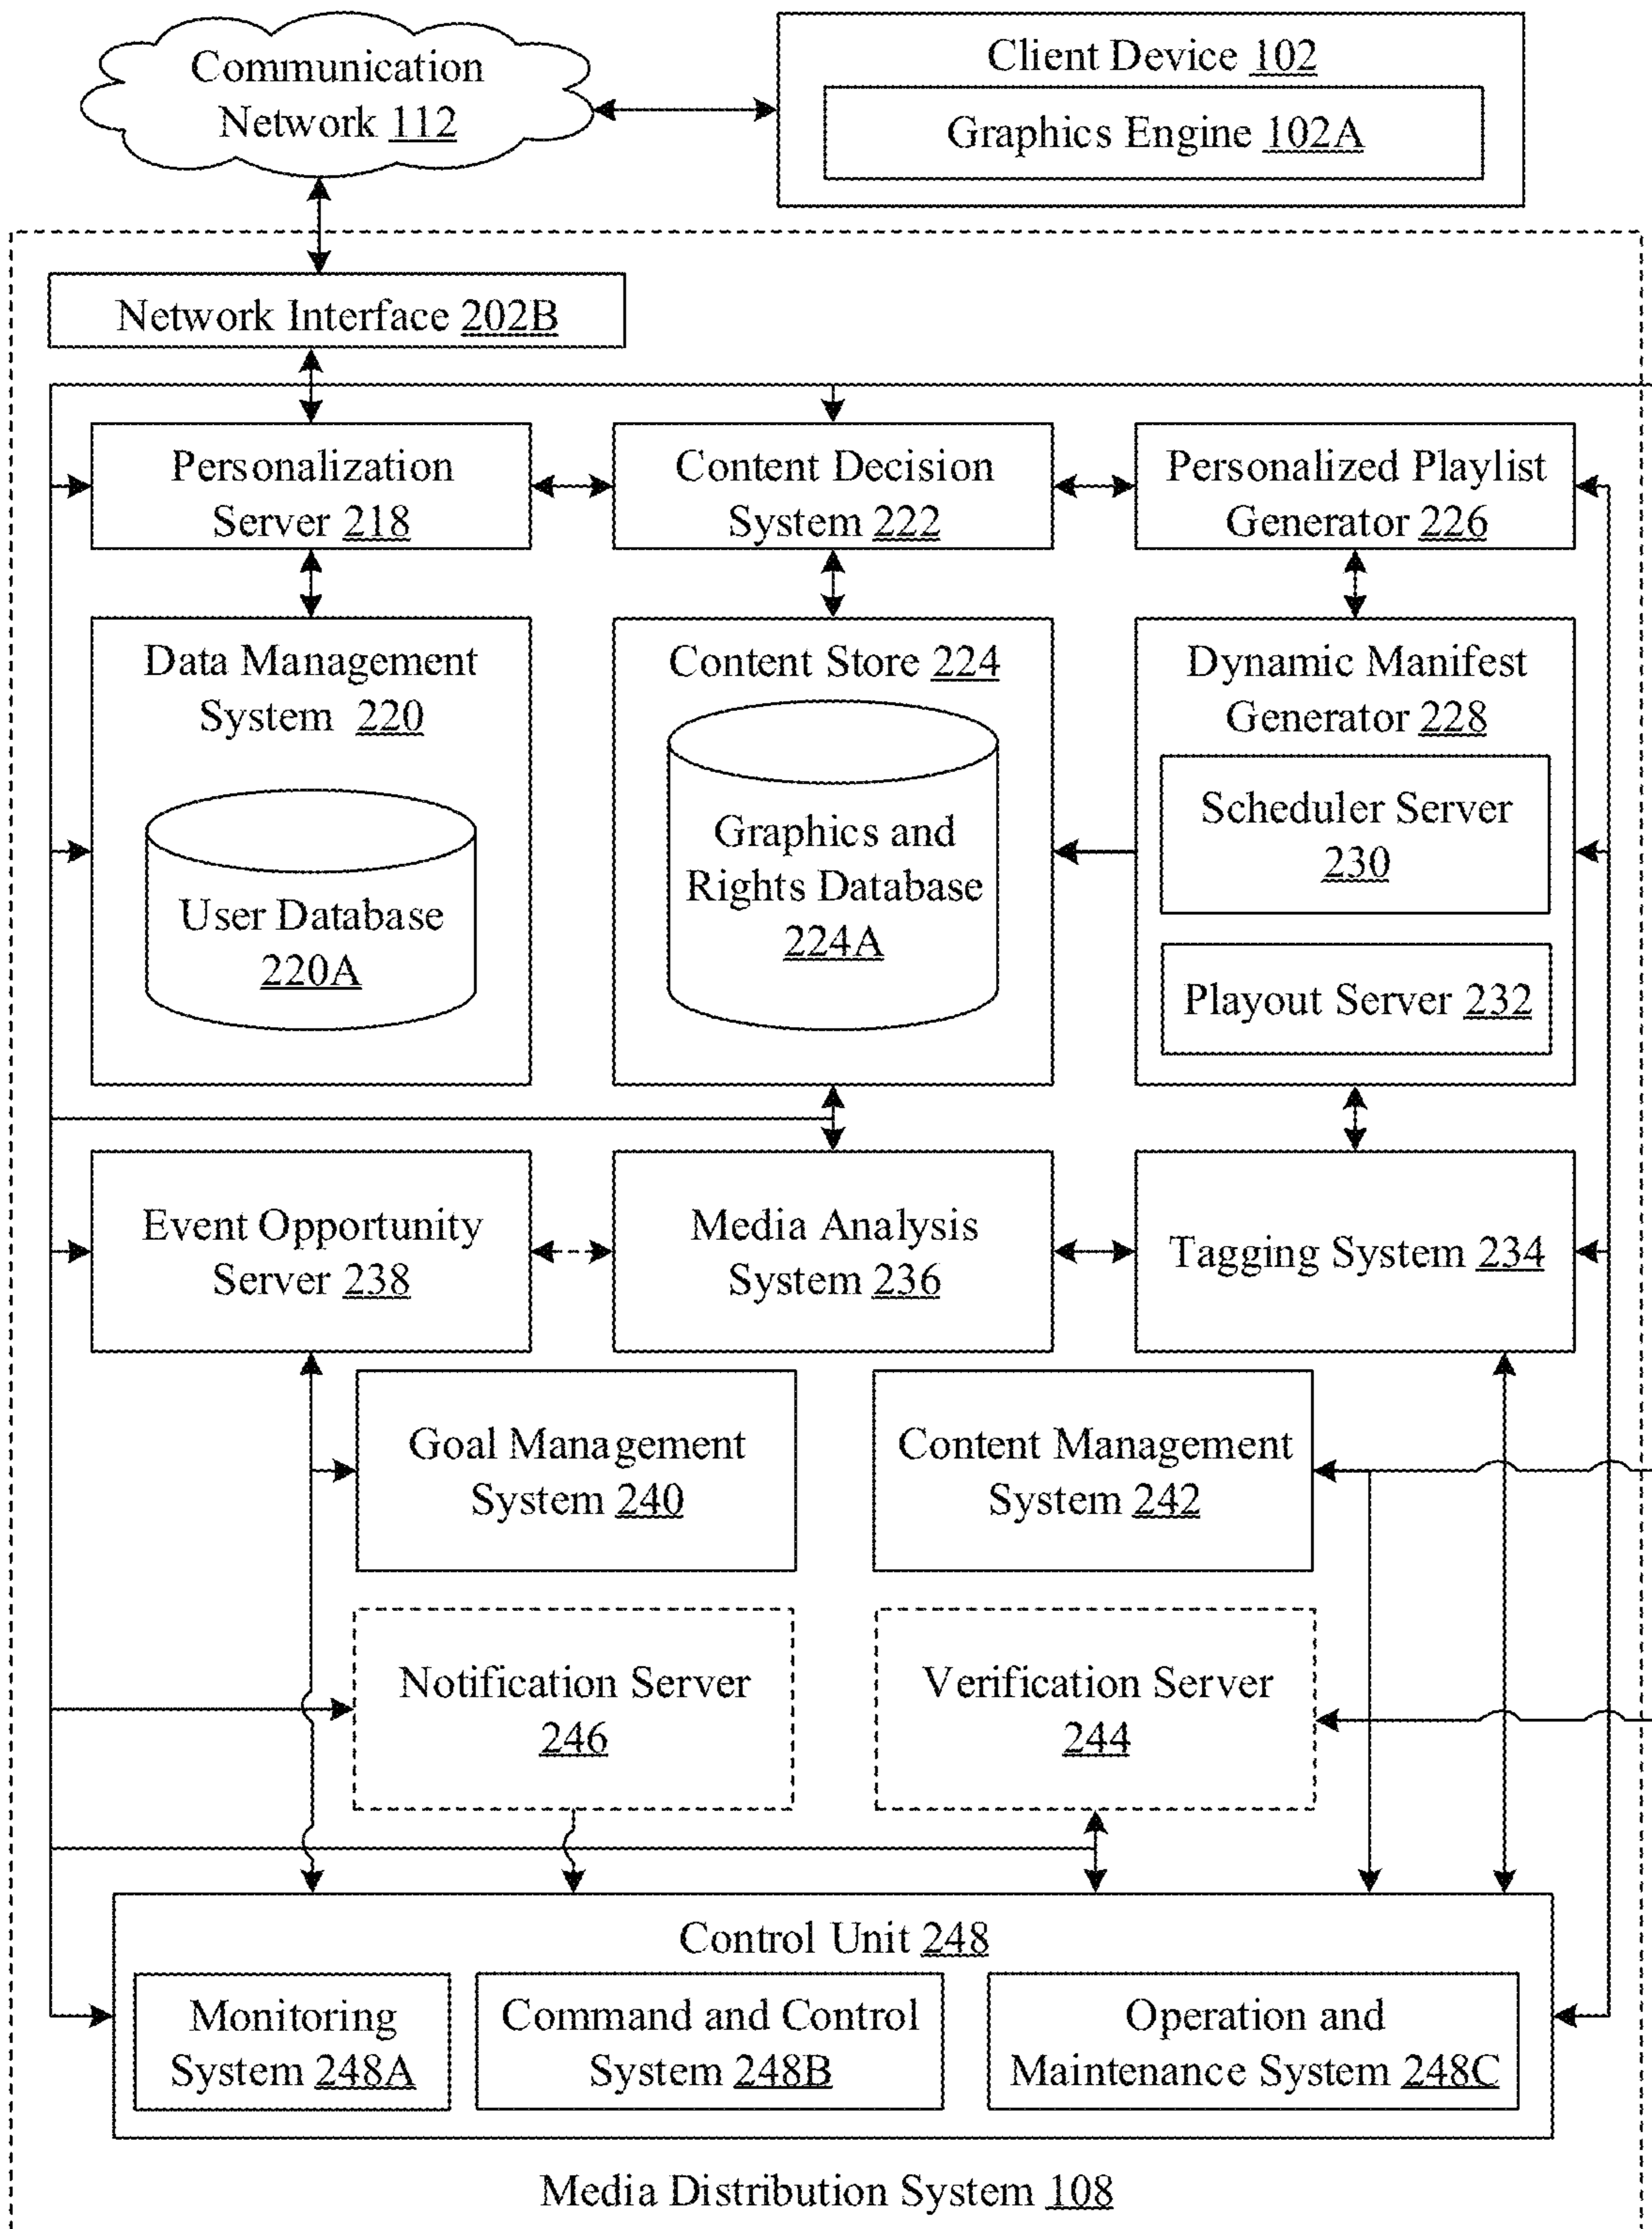 Communication
Network 112
Client Device 102
Graphics Engine 102A
Network Interface 202B
Personalization
Server 218
Content Decision
System 222
Personalized Playlist
Generator 226
Data Management
System 220
User Database
220A
Content Store 224
Graphics and
Rights Database
224A
Dynamic Manifest
Generator 228
Scheduler Server
230
Playout Server 232
Event Opportunity
Server 238
Media Analysis
System 236
Tagging System 234
Goal Management
System 240
Content Management
System 242
Notification Server
246
Verification Server
244
Control Unit 248
Monitoring
System 248A
Command and Control
System 248B
Operation and
Maintenance System 248C
Media Distribution System 108